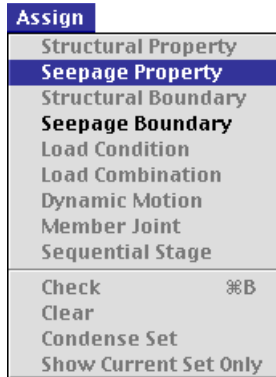 Assign
Structural Property
Seepage Property
Structural Boundary
Seepage Boundary
Load Condition
Load Combination
Dynamic Motion
Member Joint
Sequential Stage
Check ⌘B
Clear
Condense Set
Show Current Set Only